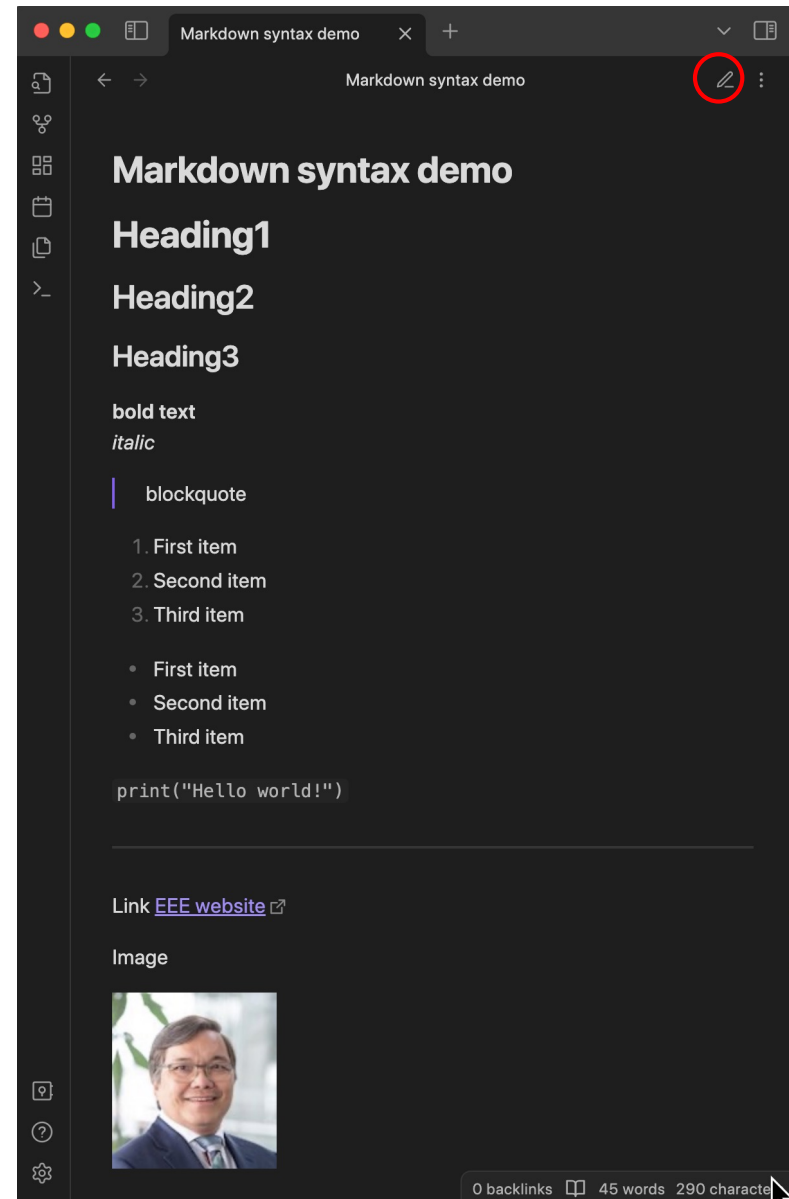 Markdown syntax demo
Markdown syntax demo
Markdown syntax demo
Heading1
Heading2
Heading3
bold text
italic
blockquote
1. First item
2. Second item
3. Third item
• First item
• Second item
• Third item
print("Hello world!")
Link EEE website
Image
0 backlinks 45 words 290 characte